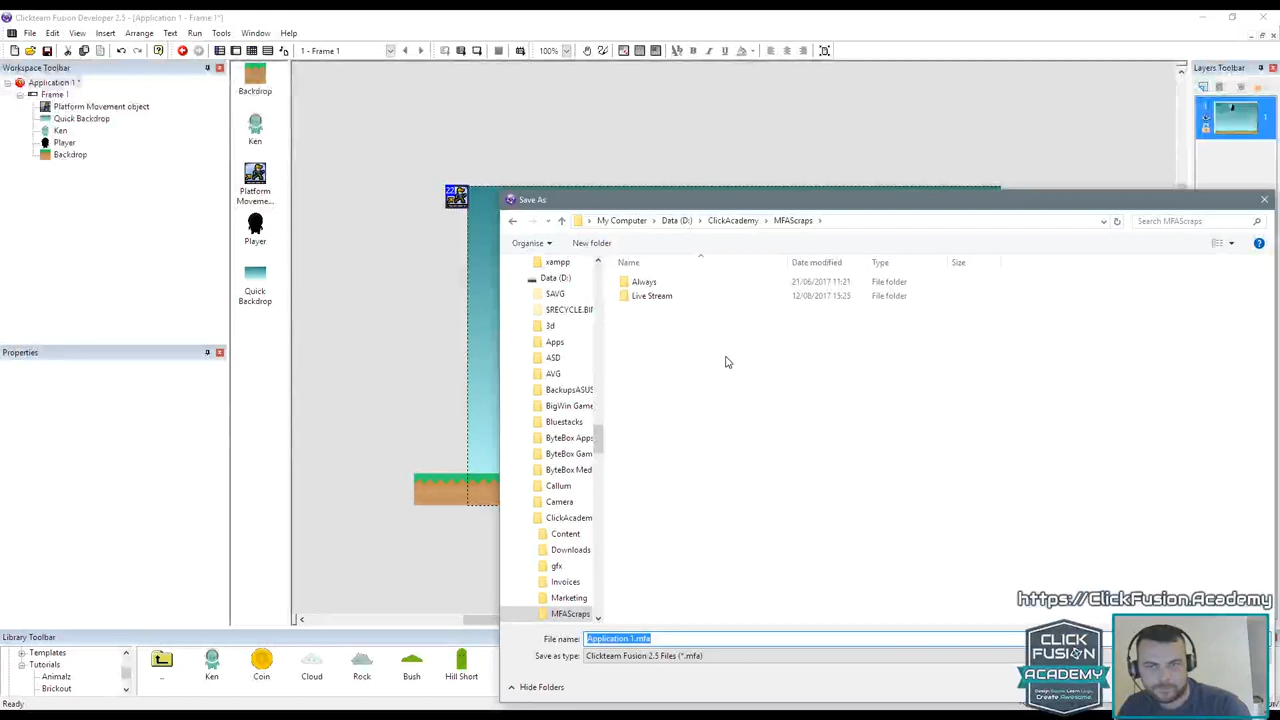 Clickteam Fusion Developer 2.5 - [Application 1 - Frame 1*]
File Edit View Insert Arrange Text Run Tools Window Help
1 - Frame 1
100%
Workspace Toolbar
Application 1 *
Frame 1
Platform Movement object
Quick Backdrop
Ken
Player
Backdrop
Properties
Backdrop
Ken
Platform
Moveme...
Player
Quick
Backdrop
Layers Toolbar
1
Save As
My Computer
Data (D:)
ClickAcademy
MFAScraps
Search MFAScraps
Organise
New folder
Name
Date modified
Type
Size
Always
21/06/2017 11:21
File folder
Live Stream
12/08/2017 15:25
File folder
xampp
Data (D:)
$AVG
$RECYCLE.BIN
3d
Apps
ASD
AVG
BackupsASUS
BigWin Game
Bluestacks
ByteBox Apps
ByteBox Gam
ByteBox Med
Callum
Camera
ClickAcadem
Content
Downloads
gfx
Invoices
Marketing
MFAScraps
File name:
Application 1.mfa
Save as type:
Clickteam Fusion 2.5 Files (*.mfa)
Hide Folders
Library Toolbar
Templates
Tutorials
Animalz
Brickout
..
Ken
Coin
Cloud
Rock
Bush
Hill Short
Ready
https://ClickFusion.Academy
CLICK
FUSION
ACADEMY